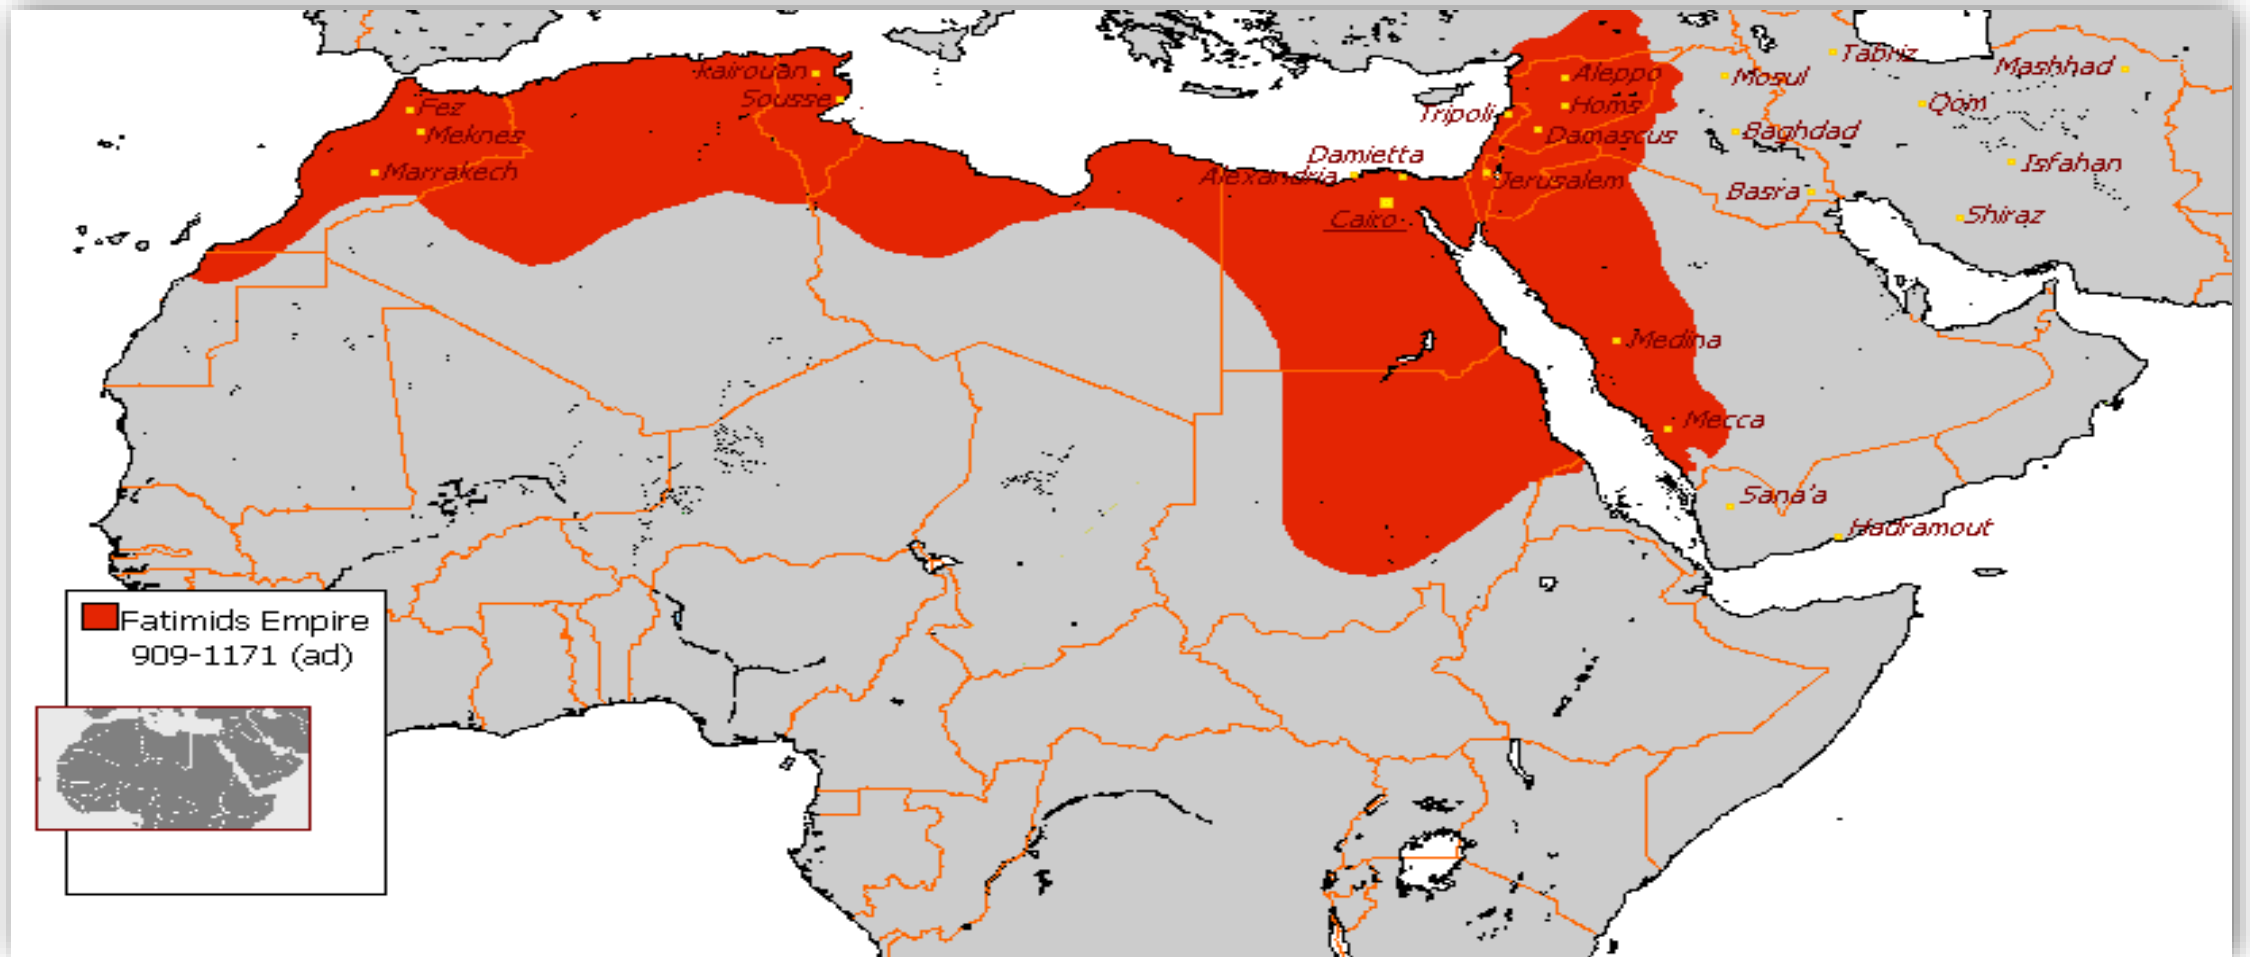 Tabriz
kairouan
Aleppo
Mosul
Mashhad
Sousse
Fez
Homs
Qom
Tripoli
Meknes
Damascus
Baghdad
Damietta
Isfahan
Marrakech
Alexandria
Jerusalem
Basra
Cairo
Shiraz
Medina
Mecca
Sana'a
Hadramout
Fatimids Empire
909-1171 (ad)